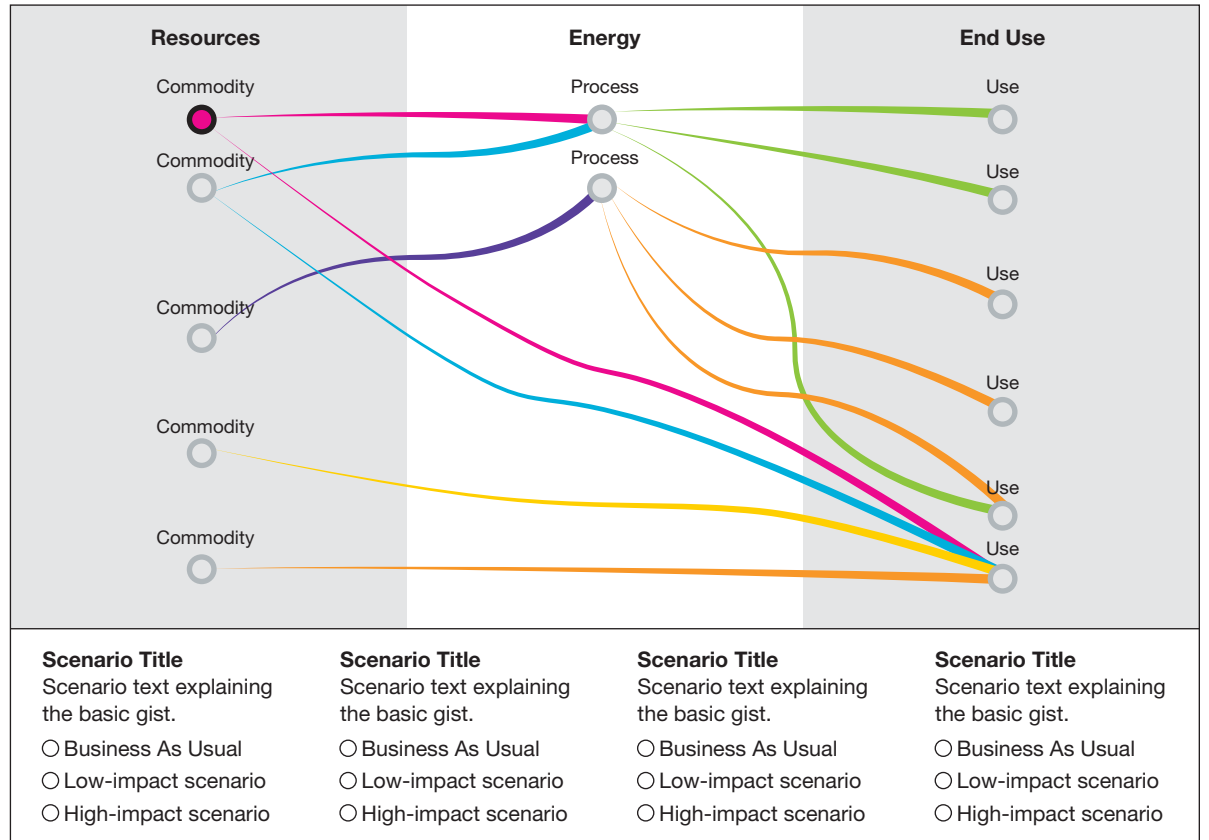 Resources
Energy
End Use
Commodity
Process
Use
Commodity
Process
Use
Use
Commodity
Use
Commodity
Use
Commodity
Use
Scenario Title
Scenario text explaining
the basic gist.
Business As Usual
Low-impact scenario
High-impact scenario
Scenario Title
Scenario text explaining
the basic gist.
Business As Usual
Low-impact scenario
High-impact scenario
Scenario Title
Scenario text explaining
the basic gist.
Business As Usual
Low-impact scenario
High-impact scenario
Scenario Title
Scenario text explaining
the basic gist.
Business As Usual
Low-impact scenario
High-impact scenario